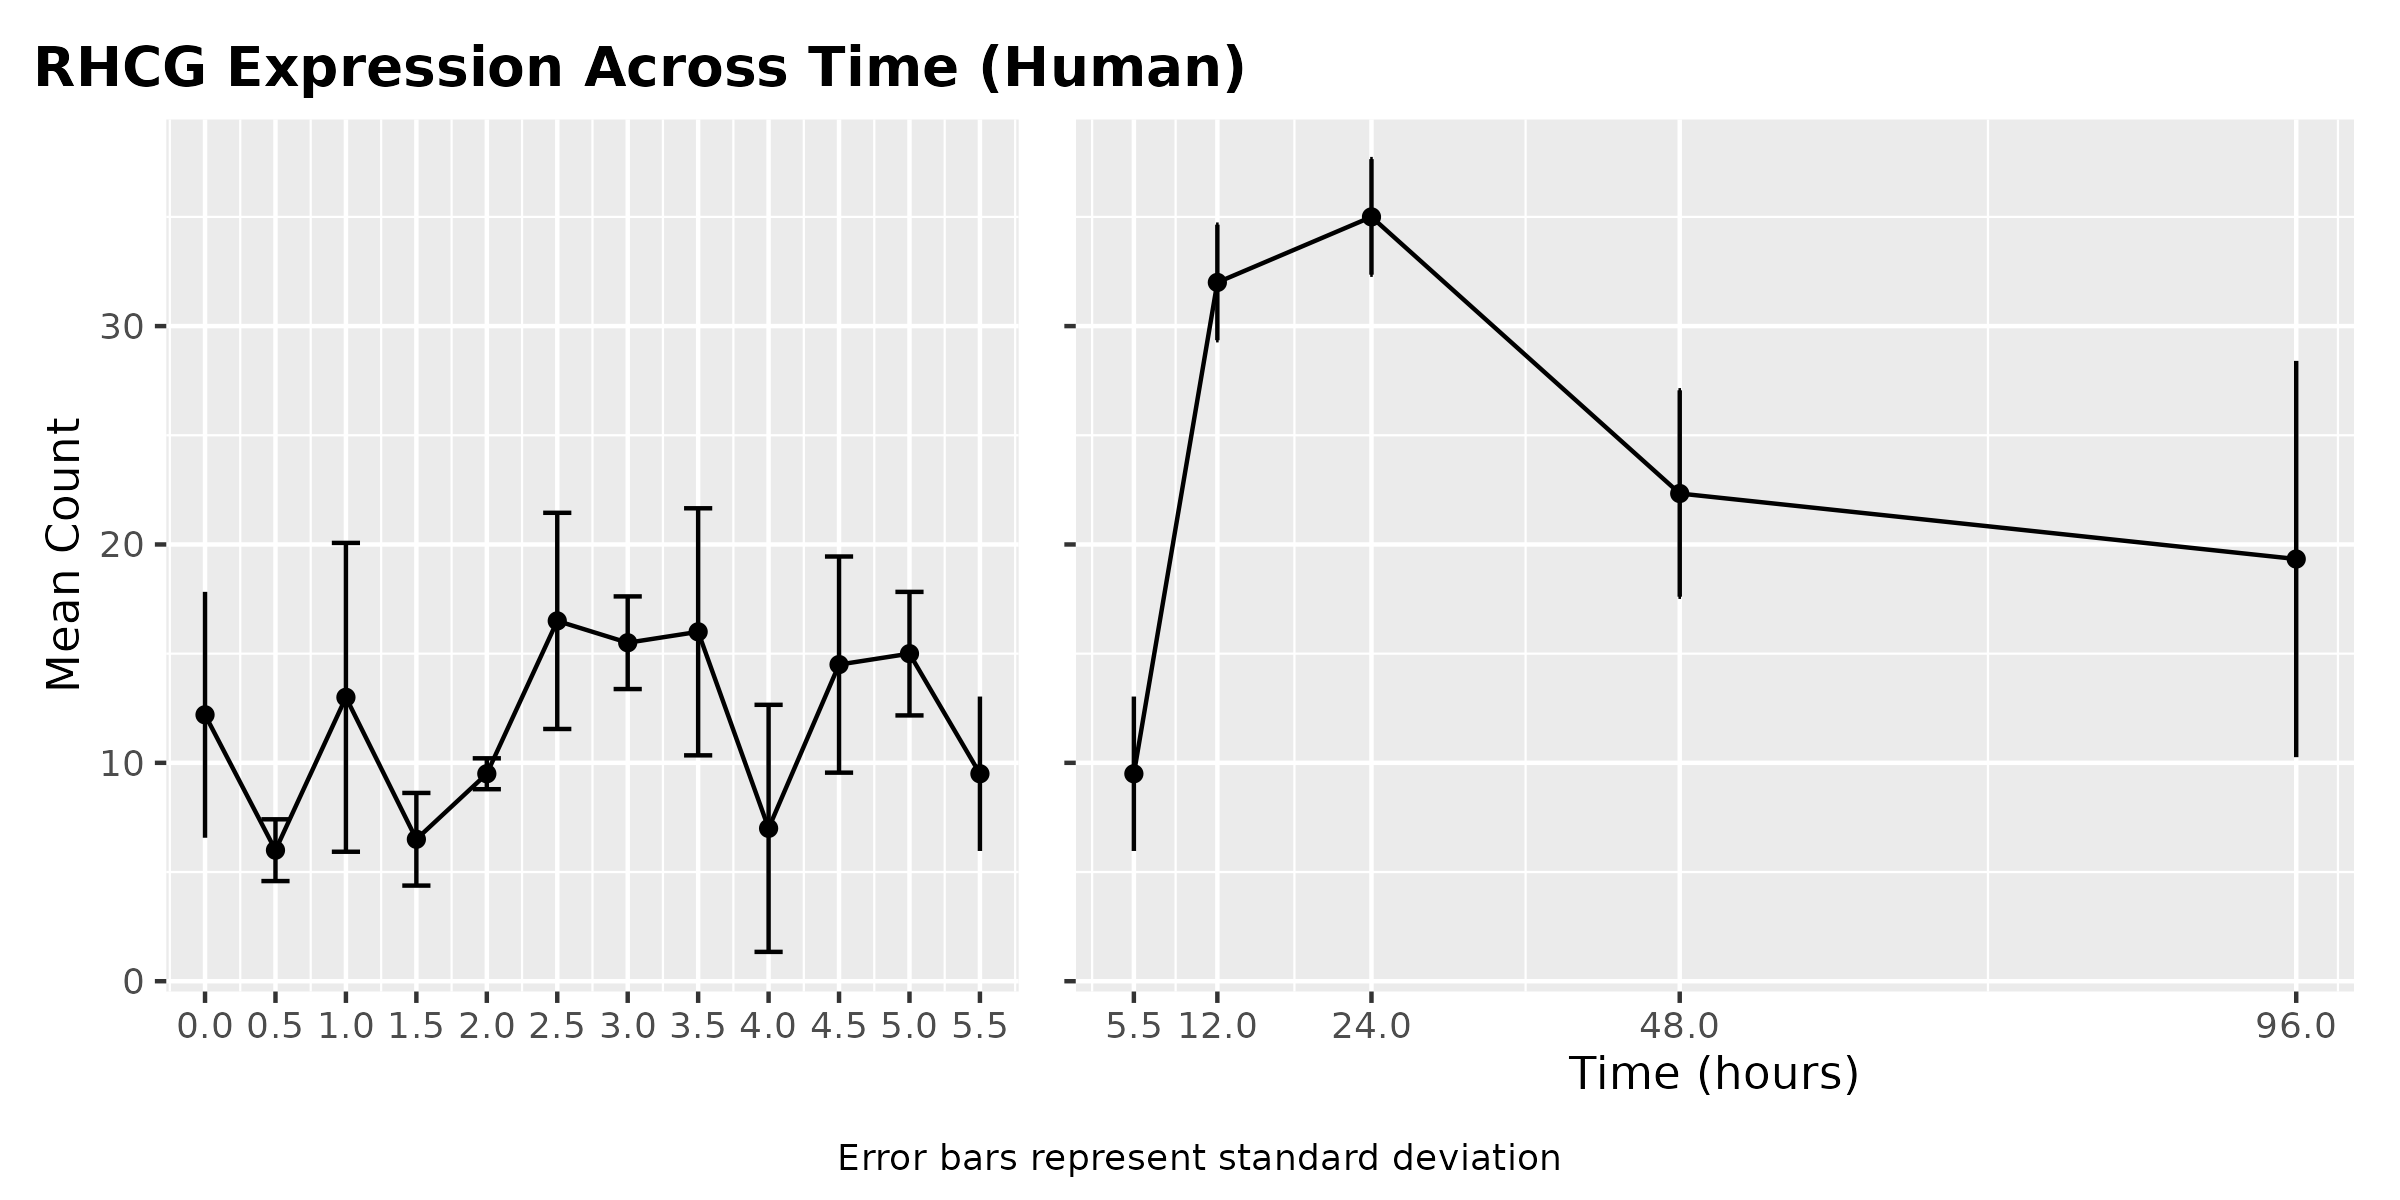 RHCG Expression Across Time (Human)
Mean Count
30
20
10
0
0.0 0.5 1.0 1.5 2.0 2.5 3.0 3.5 4.0 4.5 5.0 5.5
5.5 12.0 24.0 48.0 96.0
Time (hours)
Error bars represent standard deviation